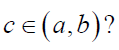 c ∈ (a, b)?